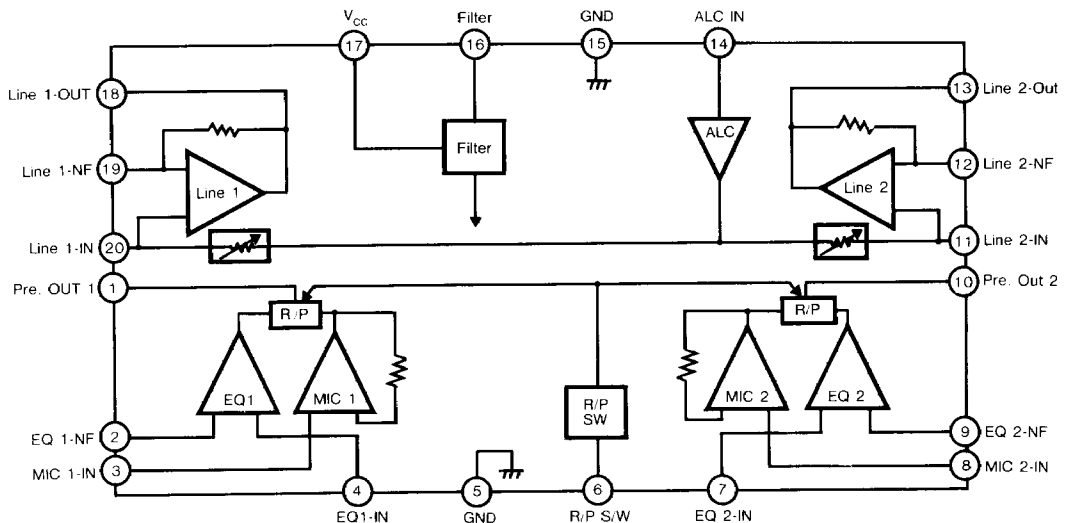 V_CC
Filter
GND
ALC IN
17
16
15
14
Line 1-OUT
18
13
Line 2-Out
ALC
Filter
Line 1-NF
19
12
Line 2-NF
Line 1
Line 2
Line 1-IN
20
11
Line 2-IN
Pre. OUT 1
1
10
Pre. Out 2
R/P
R/P
EQ1
MIC 1
R/P
SW
MIC 2
EQ 2
EQ 1-NF
2
9
EQ 2-NF
MIC 1-IN
3
8
MIC 2-IN
4
5
6
7
EQ1-IN
GND
R/P S/W
EQ 2-IN